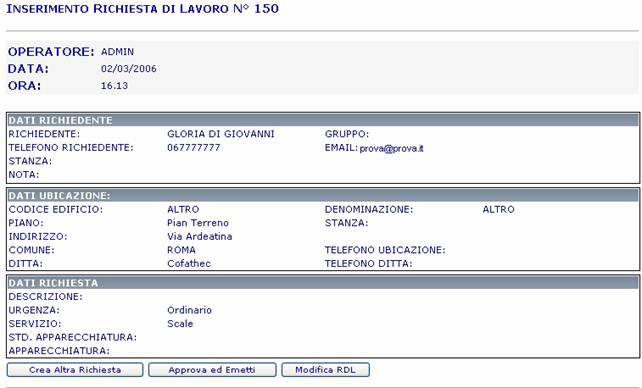 INSERIMENTO RICHIESTA DI LAVORO N° 150
OPERATORE: ADMIN
DATA: 02/03/2006
ORA: 16.13
DATI RICHIEDENTE
RICHIEDENTE: GLORIA DI GIOVANNI GRUPPO:
TELEFONO RICHIEDENTE: 067777777 EMAIL: prova@prova.it
STANZA:
NOTA:
DATI UBICAZIONE:
CODICE EDIFICIO: ALTRO DENOMINAZIONE: ALTRO
PIANO: Pian Terreno STANZA:
INDIRIZZO: Via Ardeatina
COMUNE: ROMA TELEFONO UBICAZIONE:
DITTA: Cofathec TELEFONO DITTA:
DATI RICHIESTA
DESCRIZIONE:
URGENZA: Ordinario
SERVIZIO: Scale
STD. APPARECCHIATURA:
APPARECCHIATURA:
Crea Altra Richiesta Approva ed Emetti Modifica RDL